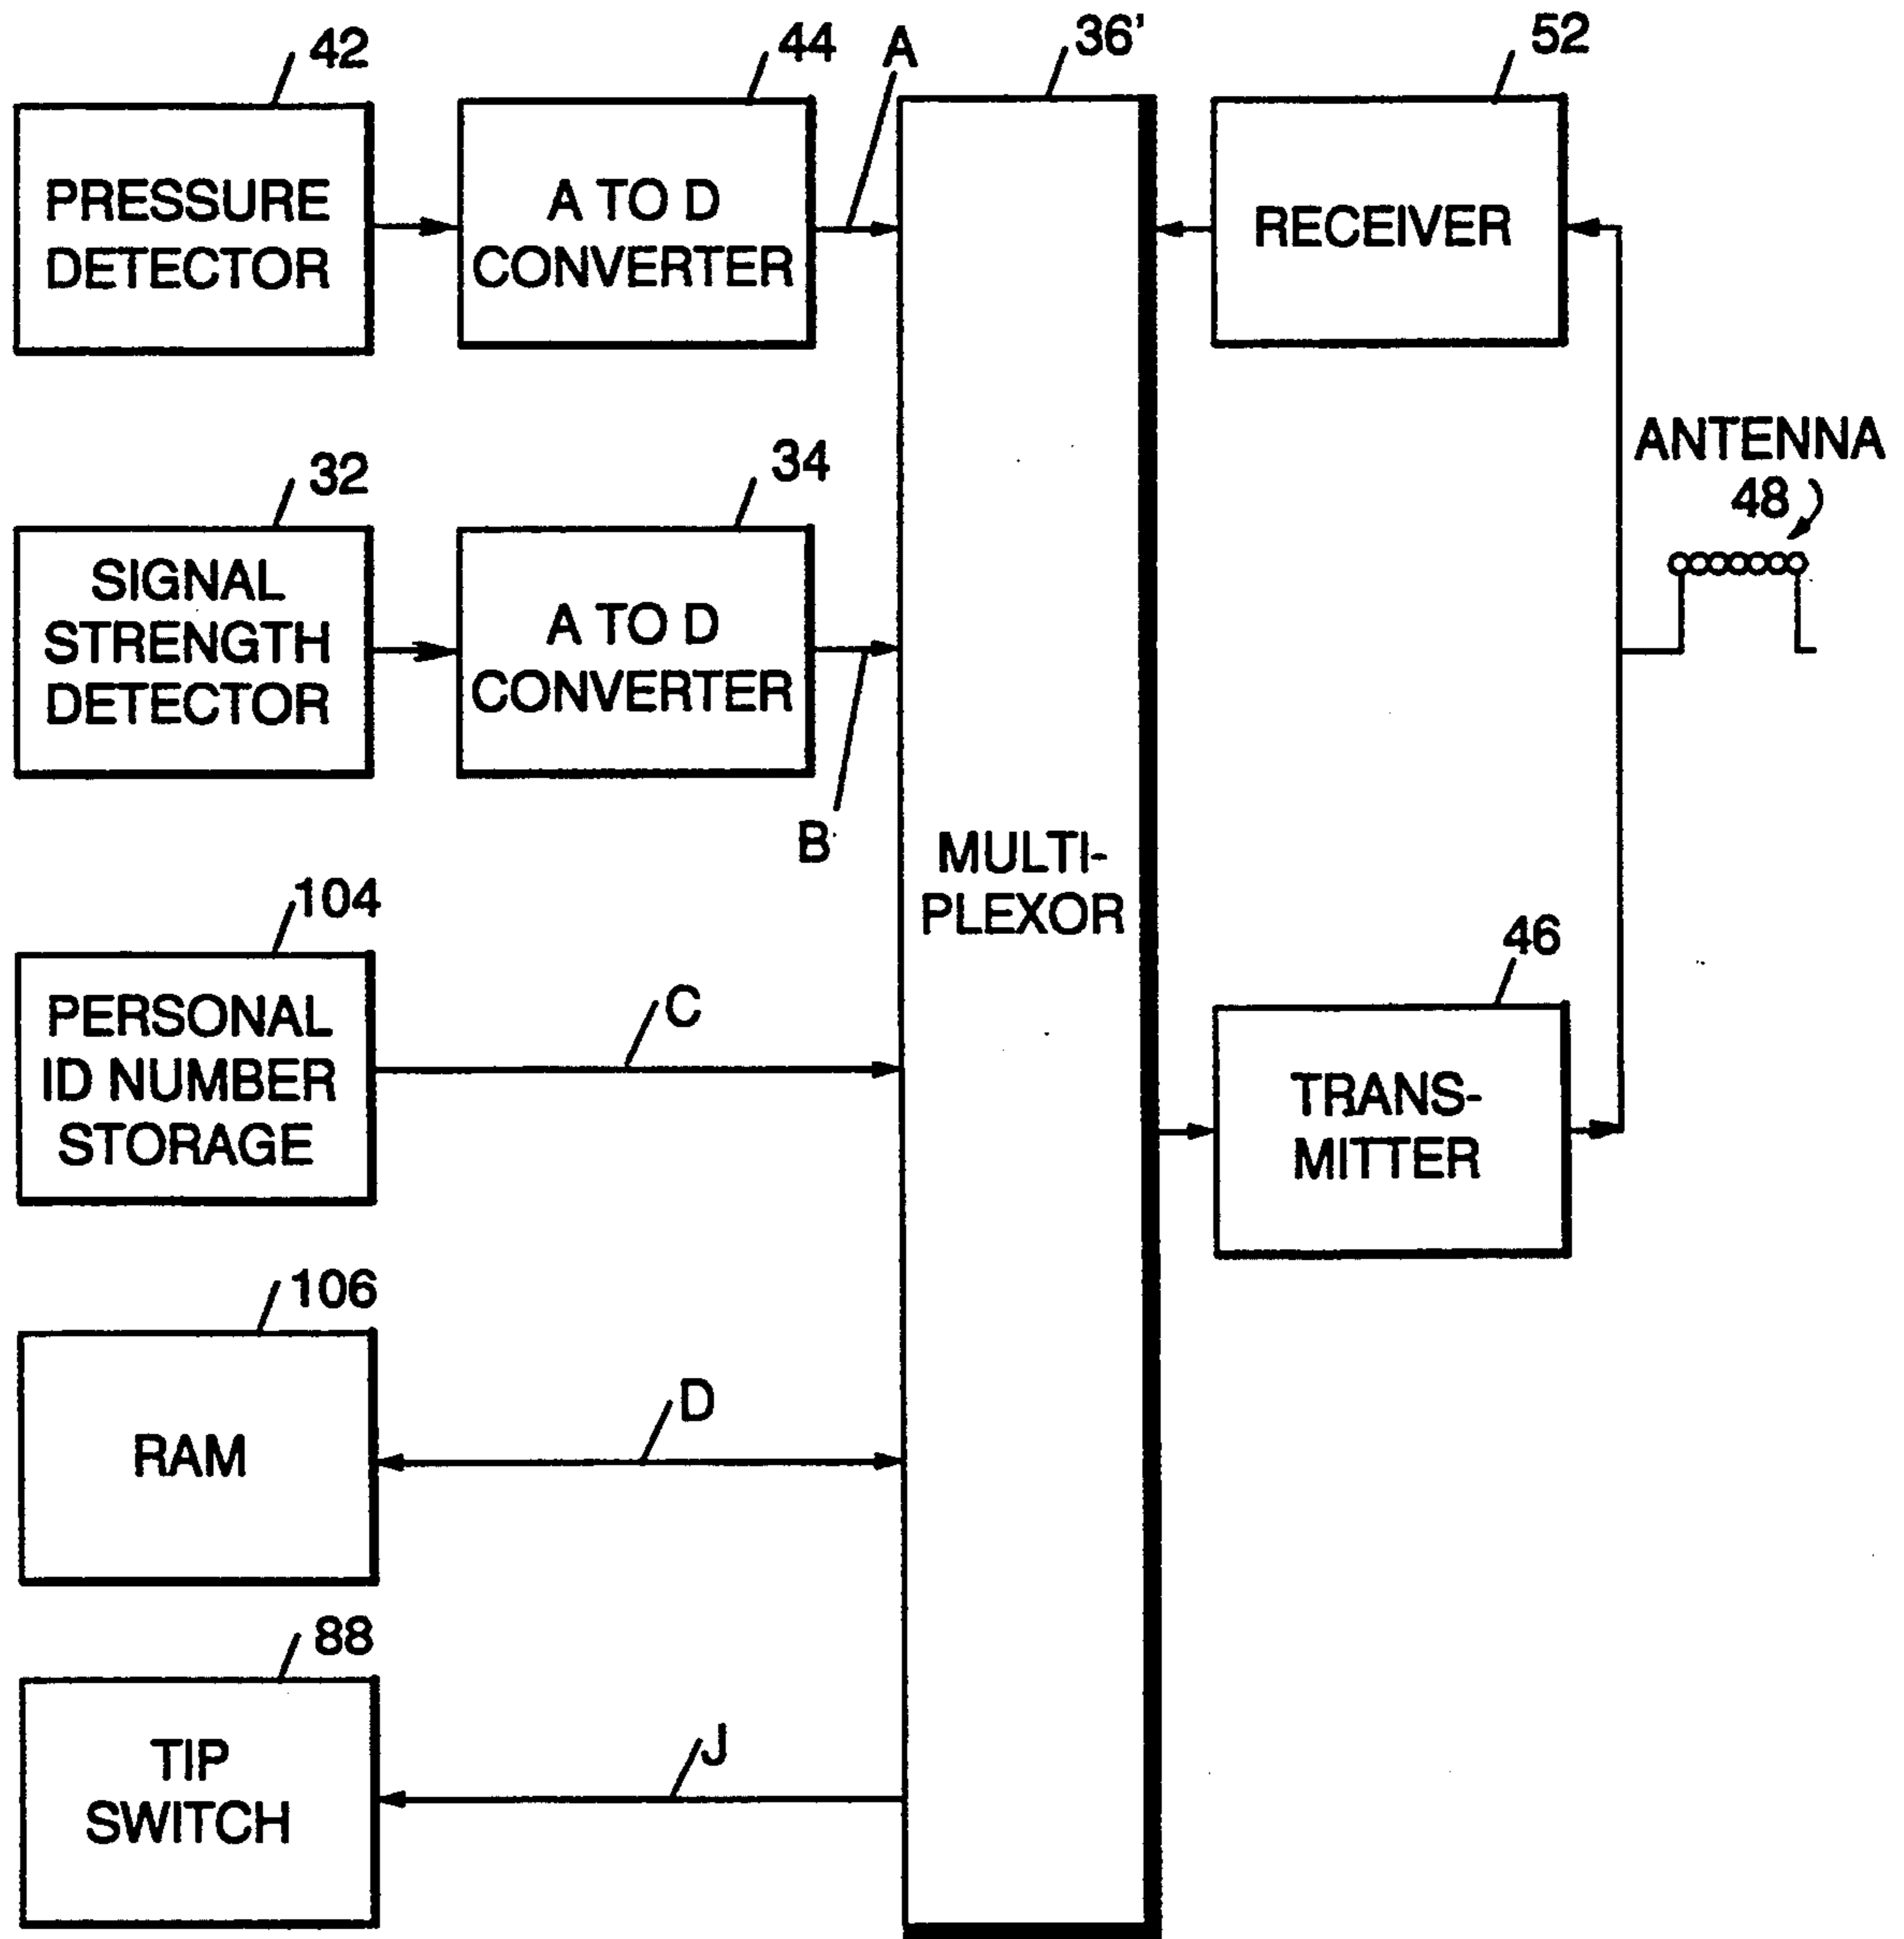 42
44
A
36'
52
PRESSURE
DETECTOR
A TO D
CONVERTER
RECEIVER
ANTENNA
48
32
34
SIGNAL
STRENGTH
DETECTOR
A TO D
CONVERTER
B
MULTI-
PLEXOR
104
PERSONAL
ID NUMBER
STORAGE
C
46
TRANS-
MITTER
106
RAM
D
88
TIP
SWITCH
J